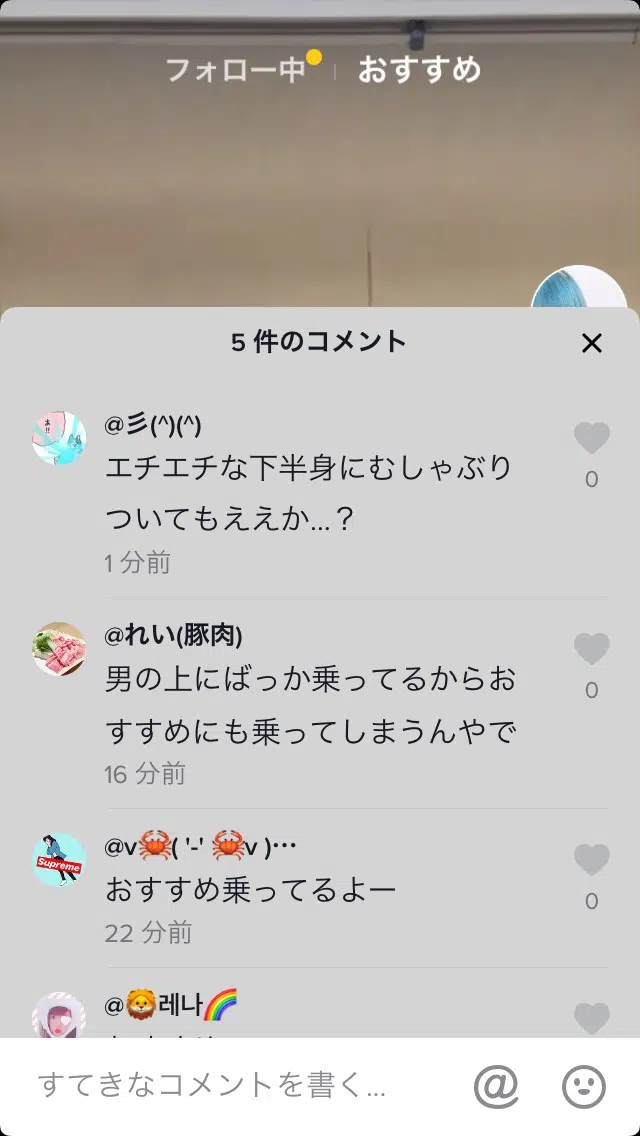 フォロー中 | おすすめ
5 件のコメント
@彡(^)(^)
エチエチな下半身にむしゃぶり
ついてもええか...？
0
1 分前
@れい(豚肉)
男の上にばっか乗ってるからお
すすめにも乗ってしまうんやで
0
16 分前
Supreme
@v🦀( '-' 🦀v )…
おすすめ乗ってるよー
0
22 分前
@🦁레나🌈
すてきなコメントを書く...